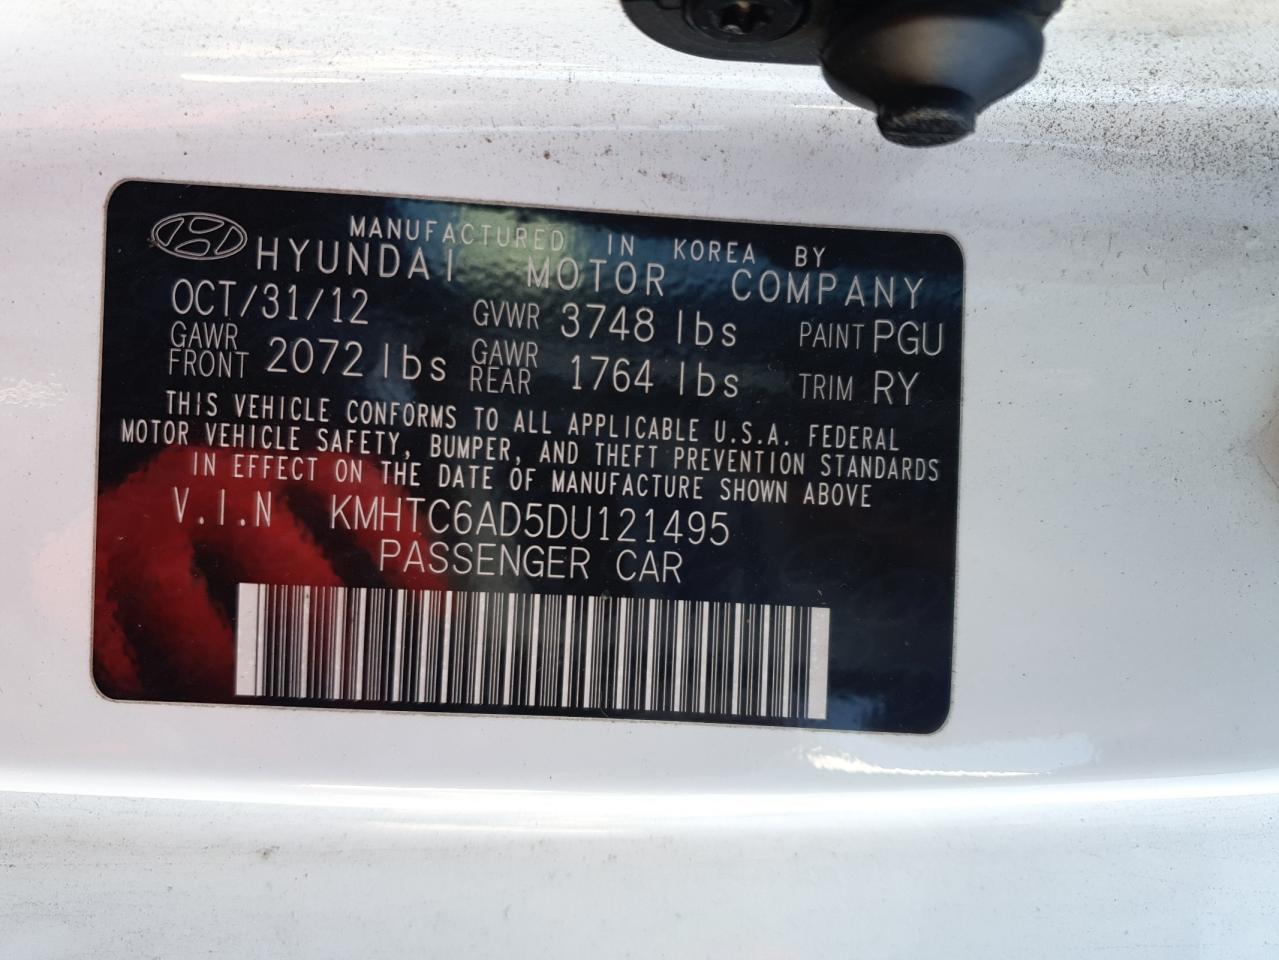 MANUFACTURED IN KOREA BY
HYUNDAI MOTOR COMPANY
OCT/31/12 GVWR 3748 lbs PAINT PGU
GAWR FRONT 2072 lbs GAWR REAR 1764 lbs TRIM RY
THIS VEHICLE CONFORMS TO ALL APPLICABLE U.S.A. FEDERAL
MOTOR VEHICLE SAFETY, BUMPER, AND THEFT PREVENTION STANDARDS
IN EFFECT ON THE DATE OF MANUFACTURE SHOWN ABOVE
V.I.N KMHTC6AD5DU121495
PASSENGER CAR